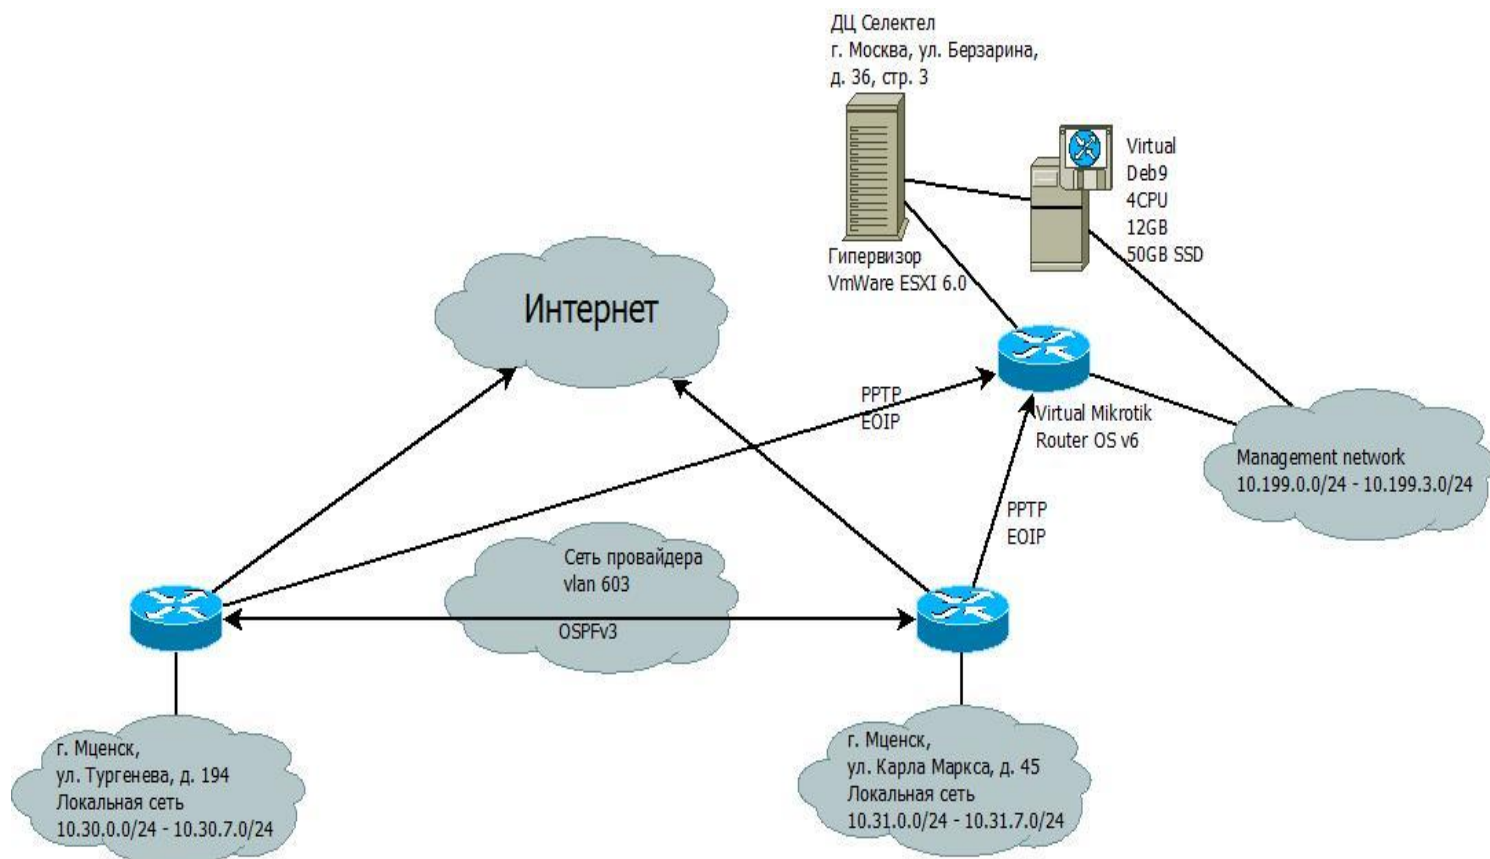 ДЦ Селектел
г. Москва, ул. Берзарина,
д. 36, стр. 3
Virtual
Deb9
4CPU
12GB
50GB SSD
Гипервизор
VmWare ESXI 6.0
Интернет
PPTP
EOIP
Virtual Mikrotik
Router OS v6
Management network
10.199.0.0/24 - 10.199.3.0/24
PPTP
EOIP
Сеть провайдера
vlan 603
OSPFv3
г. Мценск,
ул. Тургенева, д. 194
Локальная сеть
10.30.0.0/24 - 10.30.7.0/24
г. Мценск,
ул. Карла Маркса, д. 45
Локальная сеть
10.31.0.0/24 - 10.31.7.0/24